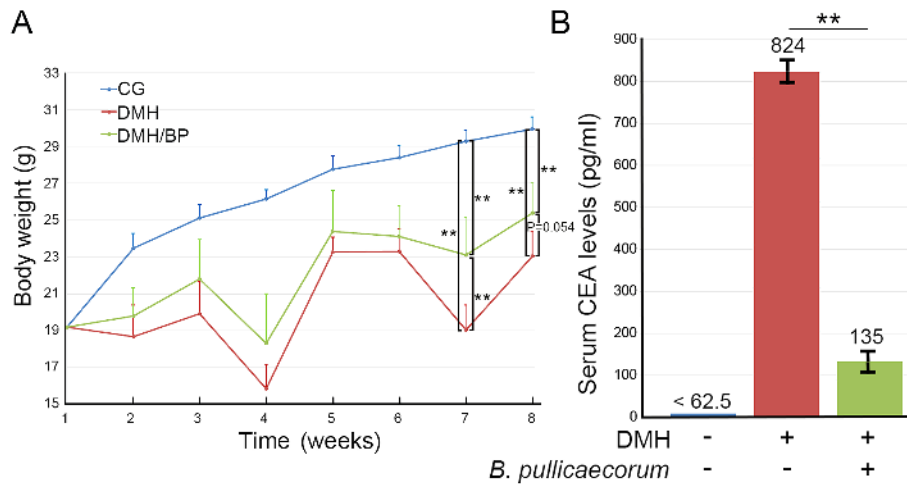 A
Body weight (g)
33
31
29
27
25
23
21
19
17
15
CG
DMH
DMH/BP
**
**
**
**
**
P=0.054
1 2 3 4 5 6 7 8
Time (weeks)
B
Serum CEA levels (pg/ml)
900
800
700
600
500
400
300
200
100
0
**
824
135
< 62.5
DMH - + +
B. pullicaecorum - - +